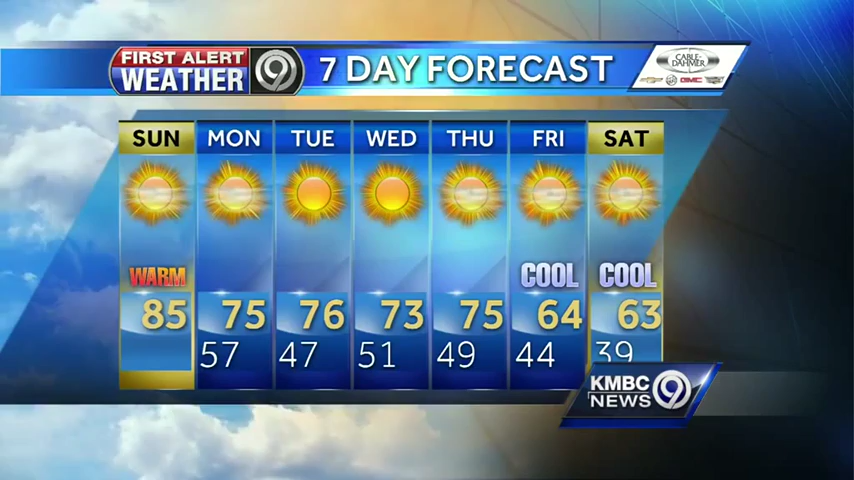 FIRST ALERT
WEATHER 9
7 DAY FORECAST
CABLE
DAHMER
GMC
SUN MON TUE WED THU FRI SAT
WARM COOL COOL
85 75 76 73 75 64 63
57 47 51 49 44 39
KMBC 9
NEWS